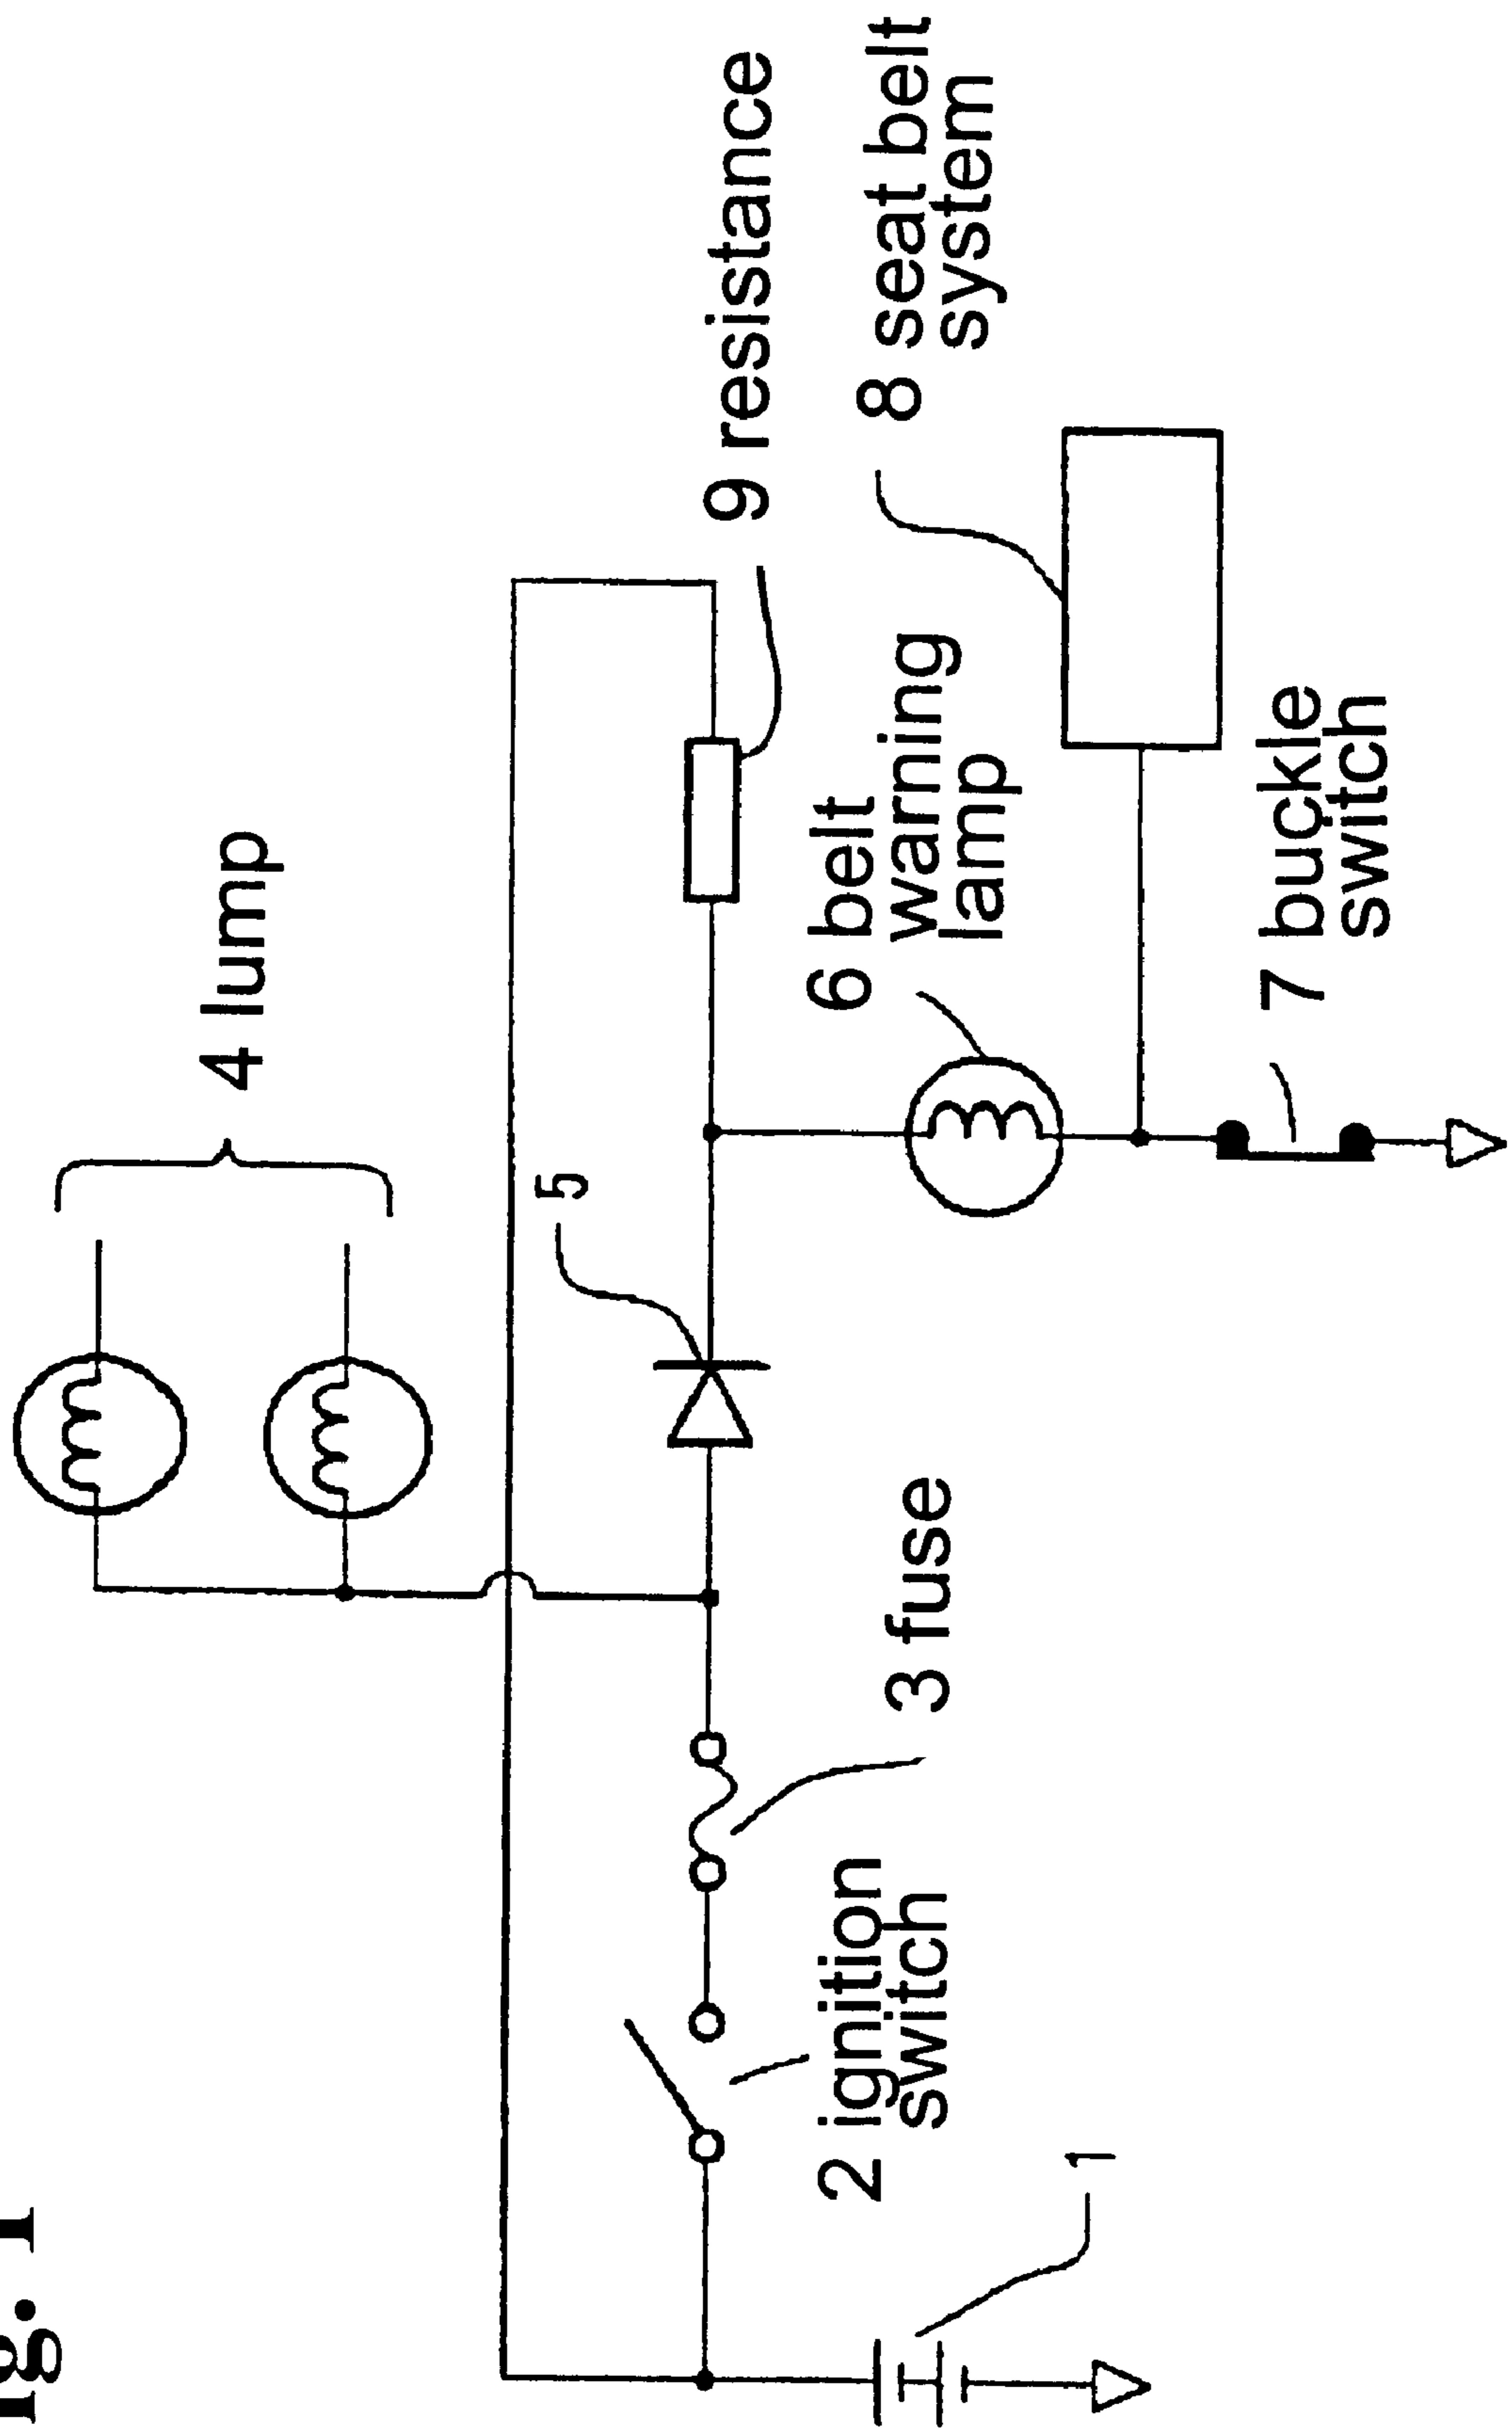 ig. 1
4 lump
5
9 resistance
8 seat belt
system
6 belt
warning
lamp
7 buckle
switch
3 fuse
2 ignition
switch
1